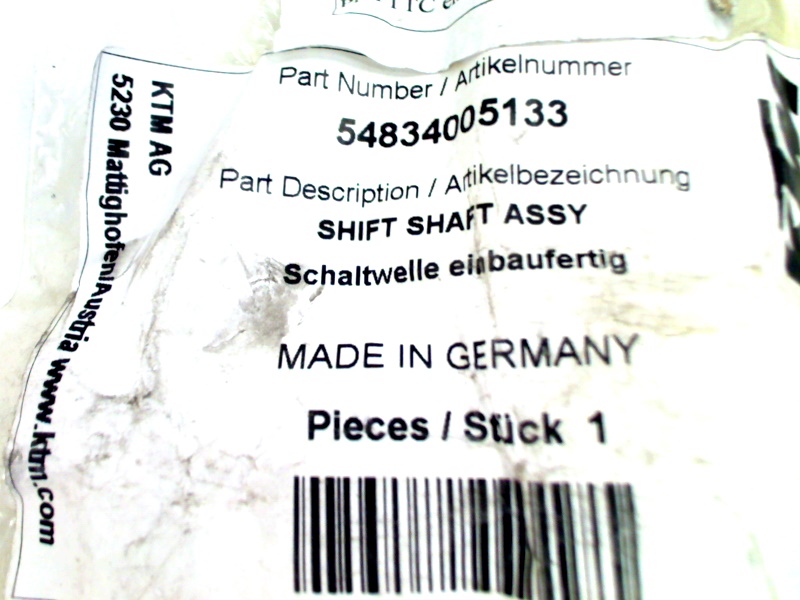 Part Number / Artikelnummer
54834005133
Part Description / Artikelbezeichnung
SHIFT SHAFT ASSY
Schaltwelle einbaufertig
MADE IN GERMANY
Pieces / Stück 1
KTM AG
5230 Mattighofen/Austria www.ktm.com